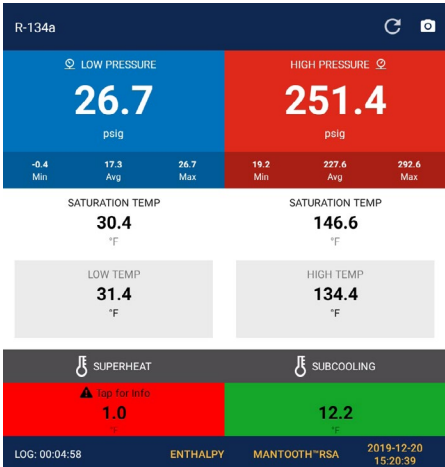 R-134a
LOW PRESSURE
26.7
psig
-0.4 17.3 26.7
Min Avg Max
HIGH PRESSURE
251.4
psig
19.2 227.6 292.6
Min Avg Max
SATURATION TEMP
30.4
°F
SATURATION TEMP
146.6
°F
LOW TEMP
31.4
°F
HIGH TEMP
134.4
°F
SUPERHEAT
Tap for Info
1.0
°F
SUBCOOLING
12.2
°F
LOG: 00:04:58
ENTHALPY
MANTOOTH™RSA
2019-12-20
15:20:39